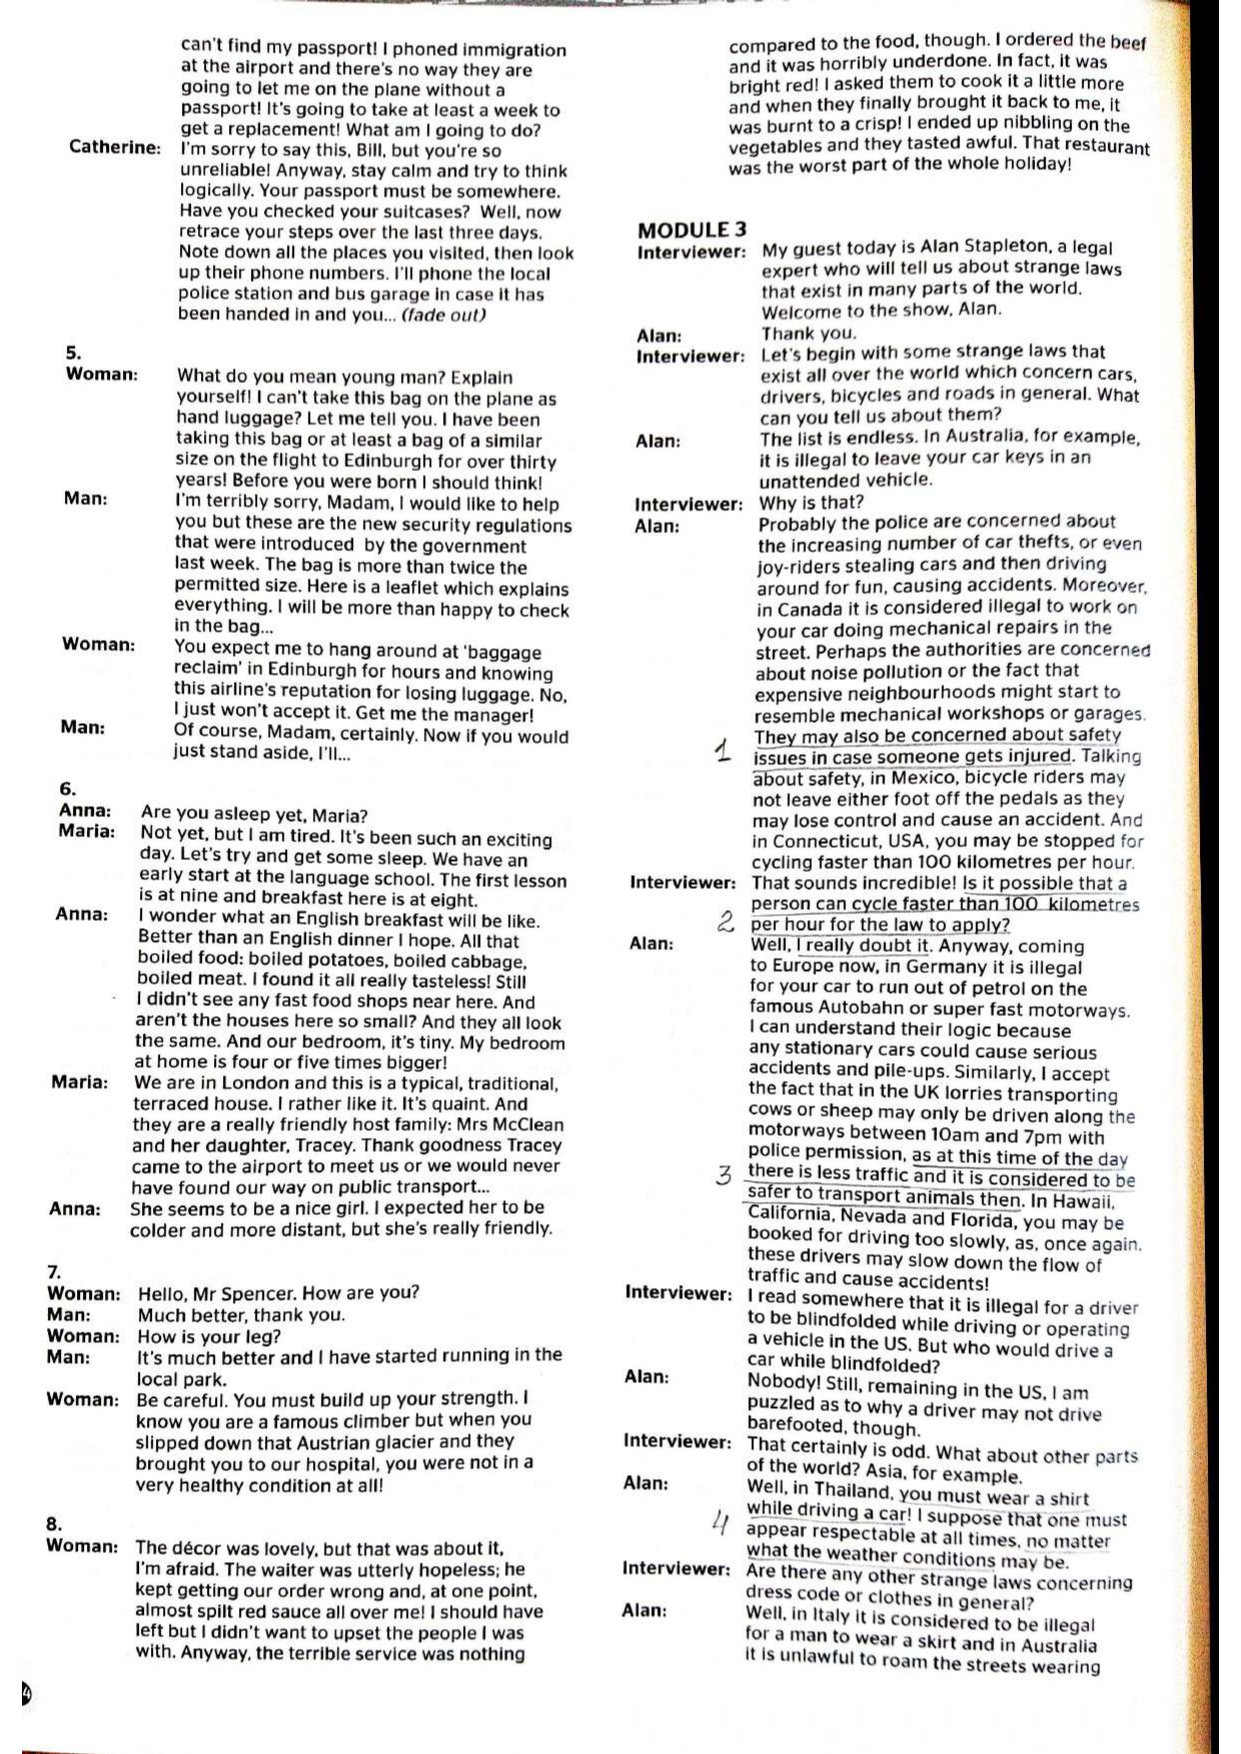 can't find my passport! I phoned immigration
at the airport and there's no way they are
going to let me on the plane without a
passport! It's going to take at least a week to
get a replacement! What am I going to do?
Catherine: I'm sorry to say this, Bill, but you're so
unreliable! Anyway, stay calm and try to think
logically. Your passport must be somewhere.
Have you checked your suitcases? Well, now
retrace your steps over the last three days.
Note down all the places you visited, then look
up their phone numbers. I'll phone the local
police station and bus garage in case it has
been handed in and you... (fade out)
5.
Woman: What do you mean young man? Explain
yourself! I can't take this bag on the plane as
hand luggage? Let me tell you. I have been
taking this bag or at least a bag of a similar
size on the flight to Edinburgh for over thirty
years! Before you were born I should think!
Man: I'm terribly sorry, Madam, I would like to help
you but these are the new security regulations
that were introduced by the government
last week. The bag is more than twice the
permitted size. Here is a leaflet which explains
everything. I will be more than happy to check
in the bag...
Woman: You expect me to hang around at 'baggage
reclaim' in Edinburgh for hours and knowing
this airline's reputation for losing luggage. No,
I just won't accept it. Get me the manager!
Man: Of course, Madam, certainly. Now if you would
just stand aside, I'll...
6.
Anna: Are you asleep yet, Maria?
Maria: Not yet, but I am tired. It's been such an exciting
day. Let's try and get some sleep. We have an
early start at the language school. The first lesson
is at nine and breakfast here is at eight.
Anna: I wonder what an English breakfast will be like.
Better than an English dinner I hope. All that
boiled food: boiled potatoes, boiled cabbage,
boiled meat. I found it all really tasteless! Still
I didn't see any fast food shops near here. And
aren't the houses here so small? And they all look
the same. And our bedroom, it's tiny. My bedroom
at home is four or five times bigger!
Maria: We are in London and this is a typical, traditional,
terraced house. I rather like it. It's quaint. And
they are a really friendly host family: Mrs McClean
and her daughter, Tracey. Thank goodness Tracey
came to the airport to meet us or we would never
have found our way on public transport...
Anna: She seems to be a nice girl. I expected her to be
colder and more distant, but she's really friendly.
7.
Woman: Hello, Mr Spencer. How are you?
Man: Much better, thank you.
Woman: How is your leg?
Man: It's much better and I have started running in the
local park.
Woman: Be careful. You must build up your strength. I
know you are a famous climber but when you
slipped down that Austrian glacier and they
brought you to our hospital, you were not in a
very healthy condition at all!
8.
Woman: The décor was lovely, but that was about it,
I'm afraid. The waiter was utterly hopeless; he
kept getting our order wrong and, at one point,
almost spilt red sauce all over me! I should have
left but I didn't want to upset the people I was
with. Anyway, the terrible service was nothing
4
compared to the food, though. I ordered the beef
and it was horribly underdone. In fact, it was
bright red! I asked them to cook it a little more
and when they finally brought it back to me, it
was burnt to a crisp! I ended up nibbling on the
vegetables and they tasted awful. That restaurant
was the worst part of the whole holiday!
MODULE 3
Interviewer: My guest today is Alan Stapleton, a legal
expert who will tell us about strange laws
that exist in many parts of the world.
Welcome to the show, Alan.
Alan: Thank you.
Interviewer: Let's begin with some strange laws that
exist all over the world which concern cars,
drivers, bicycles and roads in general. What
can you tell us about them?
Alan: The list is endless. In Australia, for example,
it is illegal to leave your car keys in an
unattended vehicle.
Interviewer: Why is that?
Alan: Probably the police are concerned about
the increasing number of car thefts, or even
joy-riders stealing cars and then driving
around for fun, causing accidents. Moreover,
in Canada it is considered illegal to work on
your car doing mechanical repairs in the
street. Perhaps the authorities are concerned
about noise pollution or the fact that
expensive neighbourhoods might start to
resemble mechanical workshops or garages.
They may also be concerned about safety
1 issues in case someone gets injured. Talking
about safety, in Mexico, bicycle riders may
not leave either foot off the pedals as they
may lose control and cause an accident. And
in Connecticut, USA, you may be stopped for
cycling faster than 100 kilometres per hour.
Interviewer: That sounds incredible! Is it possible that a
person can cycle faster than 100 kilometres
2 per hour for the law to apply?
Alan: Well, I really doubt it. Anyway, coming
to Europe now, in Germany it is illegal
for your car to run out of petrol on the
famous Autobahn or super fast motorways.
I can understand their logic because
any stationary cars could cause serious
accidents and pile-ups. Similarly, I accept
the fact that in the UK lorries transporting
cows or sheep may only be driven along the
motorways between 10am and 7pm with
police permission, as at this time of the day
3 there is less traffic and it is considered to be
safer to transport animals then. In Hawaii,
California, Nevada and Florida, you may be
booked for driving too slowly, as, once again,
these drivers may slow down the flow of
traffic and cause accidents!
Interviewer: I read somewhere that it is illegal for a driver
to be blindfolded while driving or operating
a vehicle in the US. But who would drive a
car while blindfolded?
Alan: Nobody! Still, remaining in the US, I am
puzzled as to why a driver may not drive
barefooted, though.
Interviewer: That certainly is odd. What about other parts
of the world? Asia, for example.
Alan: Well, in Thailand, you must wear a shirt
while driving a car! I suppose that one must
4 appear respectable at all times, no matter
what the weather conditions may be.
Interviewer: Are there any other strange laws concerning
dress code or clothes in general?
Alan: Well, in Italy it is considered to be illegal
for a man to wear a skirt and in Australia
it is unlawful to roam the streets wearing